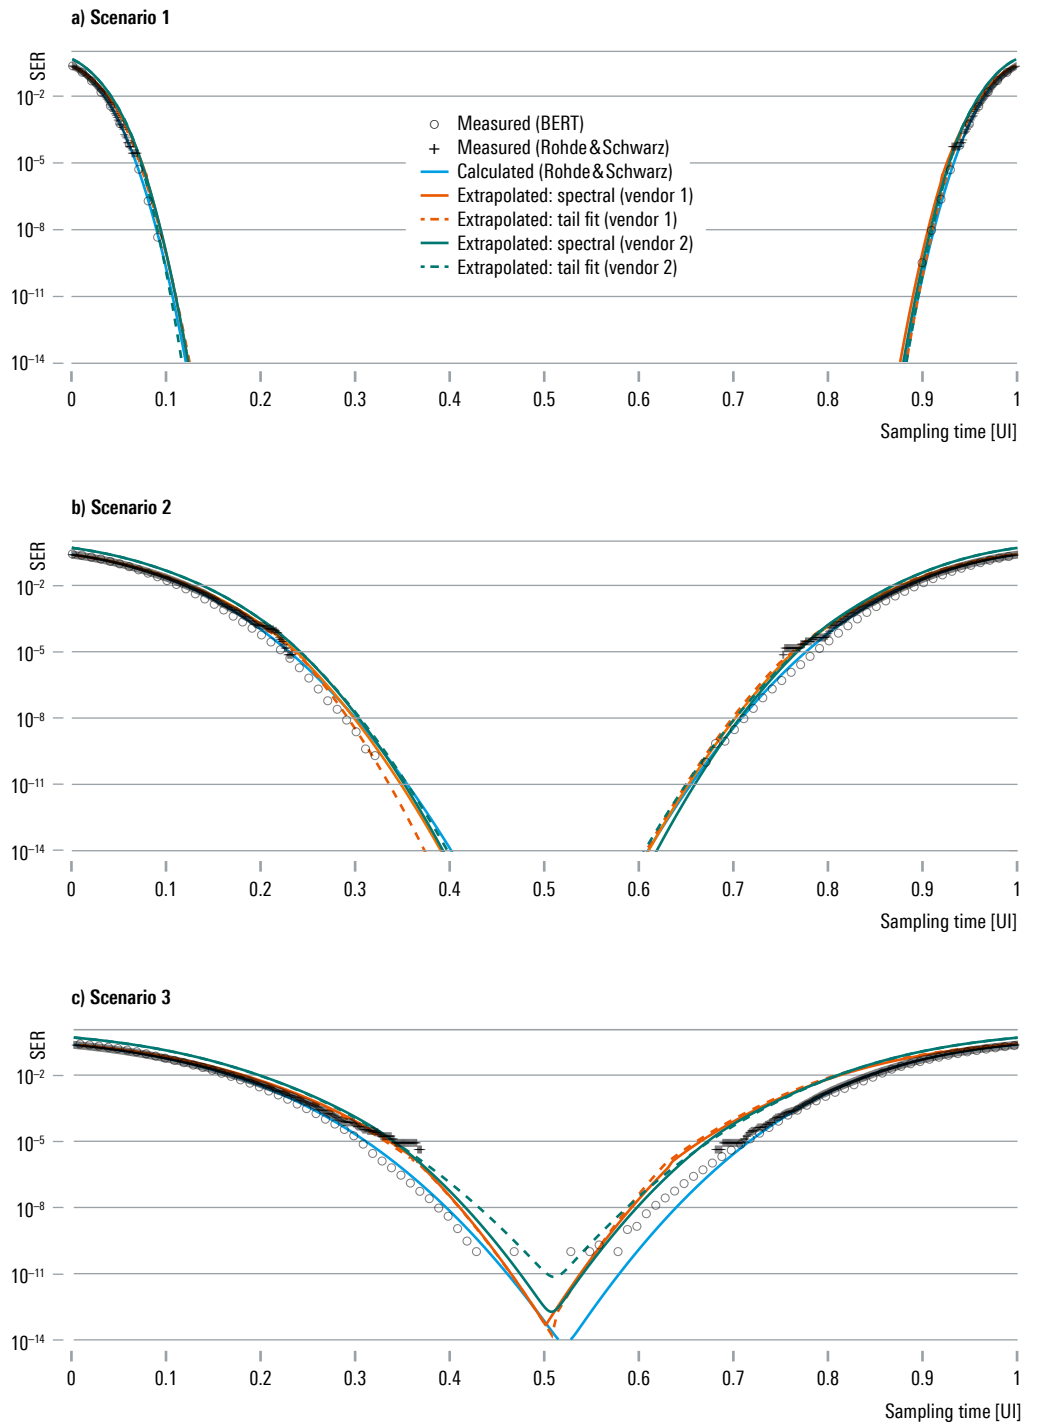 a) Scenario 1
SER
10⁻²
10⁻⁵
10⁻⁸
10⁻¹¹
10⁻¹⁴
Measured (BERT)
Measured (Rohde & Schwarz)
Calculated (Rohde & Schwarz)
Extrapolated: spectral (vendor 1)
Extrapolated: tail fit (vendor 1)
Extrapolated: spectral (vendor 2)
Extrapolated: tail fit (vendor 2)
0 0.1 0.2 0.3 0.4 0.5 0.6 0.7 0.8 0.9 1
Sampling time [UI]
b) Scenario 2
SER
10⁻²
10⁻⁵
10⁻⁸
10⁻¹¹
10⁻¹⁴
0 0.1 0.2 0.3 0.4 0.5 0.6 0.7 0.8 0.9 1
Sampling time [UI]
c) Scenario 3
SER
10⁻²
10⁻⁵
10⁻⁸
10⁻¹¹
10⁻¹⁴
0 0.1 0.2 0.3 0.4 0.5 0.6 0.7 0.8 0.9 1
Sampling time [UI]